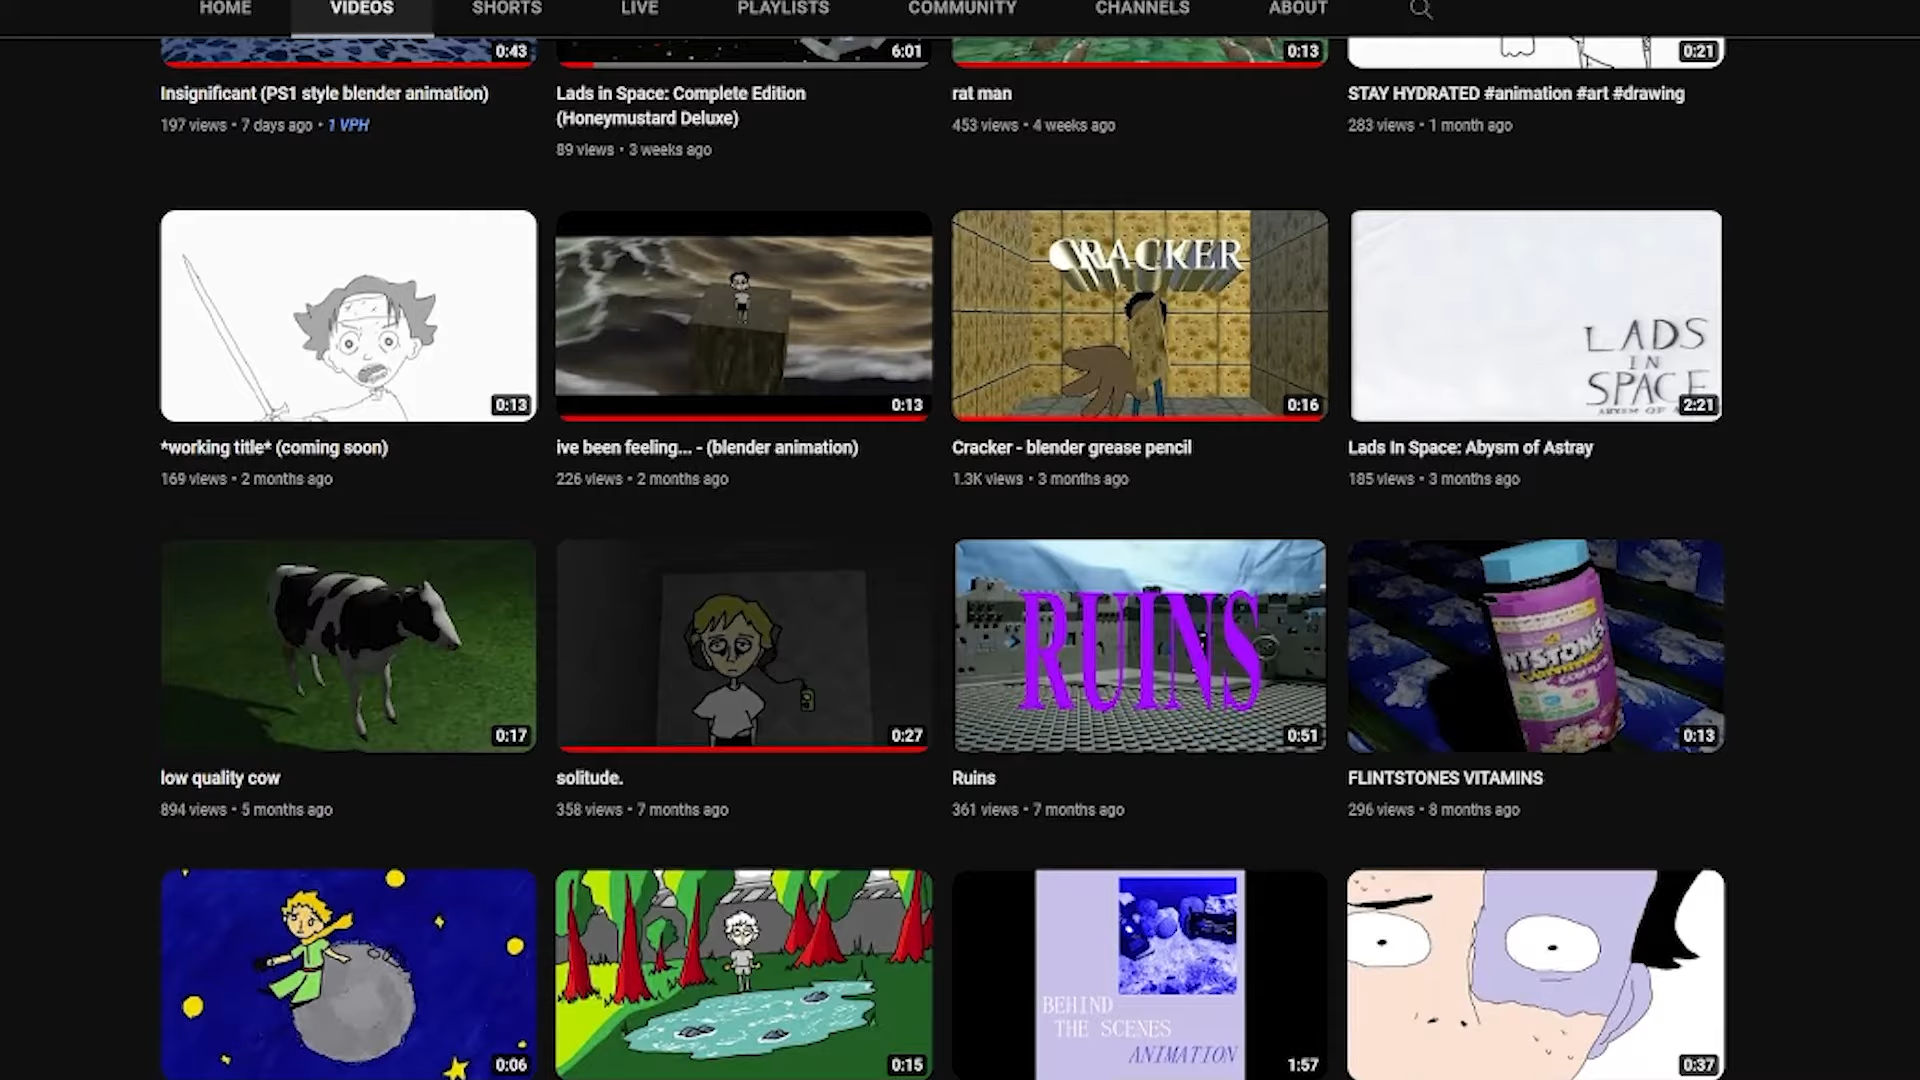 HOME VIDEOS SHORTS LIVE PLAYLISTS COMMUNITY CHANNELS ABOUT
0:43 6:01 0:13 0:21
Insignificant (PS1 style blender animation)
197 views • 7 days ago • 1 VPH
Lads in Space: Complete Edition
(Honeymustard Deluxe)
89 views • 3 weeks ago
rat man
453 views • 4 weeks ago
STAY HYDRATED #animation #art #drawing
283 views • 1 month ago
0:13
*working title* (coming soon)
169 views • 2 months ago
0:13
ive been feeling... - (blender animation)
226 views • 2 months ago
CRACKER
0:16
Cracker - blender grease pencil
1.3K views • 3 months ago
LADS
IN
SPACE
ABYSM OF A
2:21
Lads In Space: Abysm of Astray
185 views • 3 months ago
0:17
low quality cow
894 views • 5 months ago
0:27
solitude.
358 views • 7 months ago
RUINS
0:51
Ruins
361 views • 7 months ago
NTSTONES
0:13
FLINTSTONES VITAMINS
296 views • 8 months ago
0:06
0:15
BEHIND
THE SCENES
ANIMATION
1:57
0:37